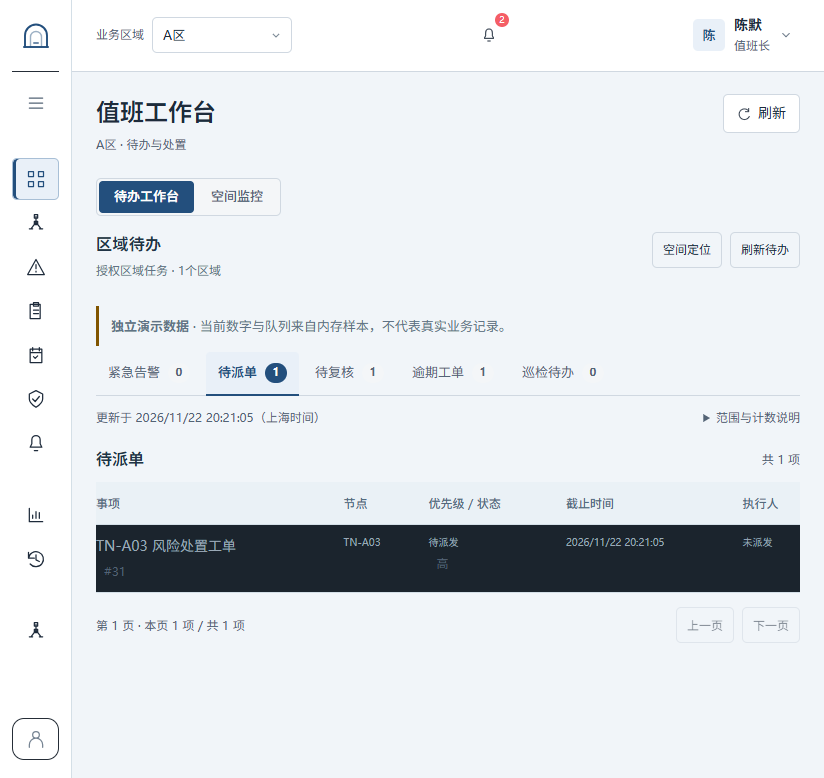 业务区域 A区 2 陈 陈默
值班长
值班工作台 刷新
A区 · 待办与处置
待办工作台 空间监控
区域待办 空间定位 刷新待办
授权区域任务 · 1个区域
独立演示数据 · 当前数字与队列来自内存样本，不代表真实业务记录。
紧急告警 0 待派单 1 待复核 1 逾期工单 1 巡检待办 0
更新于 2026/11/22 20:21:05（上海时间） 范围与计数说明
待派单 共 1 项
事项 节点 优先级 / 状态 截止时间 执行人
TN-A03 风险处置工单 TN-A03 待派发 2026/11/22 20:21:05 未派发
#31 高
第 1 页 · 本页 1 项 / 共 1 项 上一页 下一页